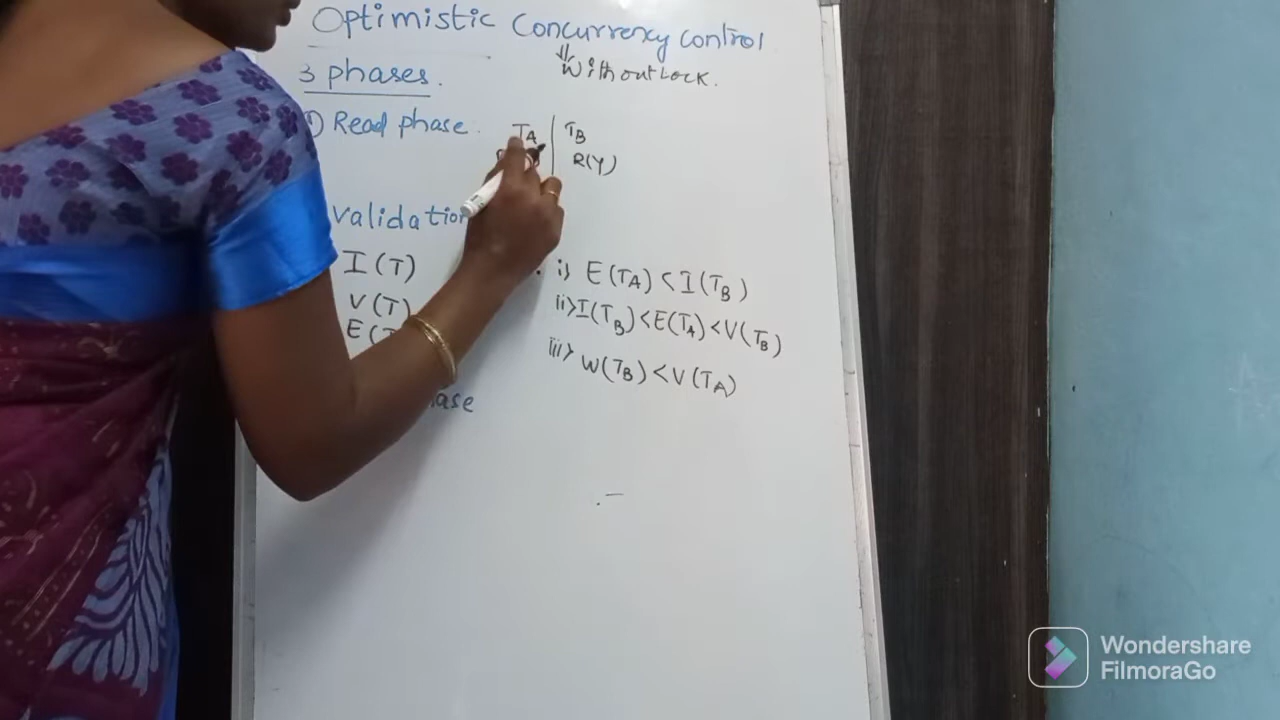 Optimistic Concurrency Control
⇓
3 phases. Without Lock.
1) Read phase. TA | TB
R(Y)
Validation
I(T)
V(T)
E(
i) E(TA) < I(TB)
ii) I(TB) < E(TA) < V(TB)
iii) W(TB) < V(TA)
Wondershare
FilmoraGo